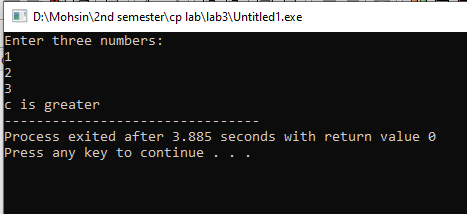 D:\Mohsin\2nd semester\cp lab\lab3\Untitled1.exe
Enter three numbers:
1
2
3
c is greater
--------------------------------
Process exited after 3.885 seconds with return value 0
Press any key to continue . . .